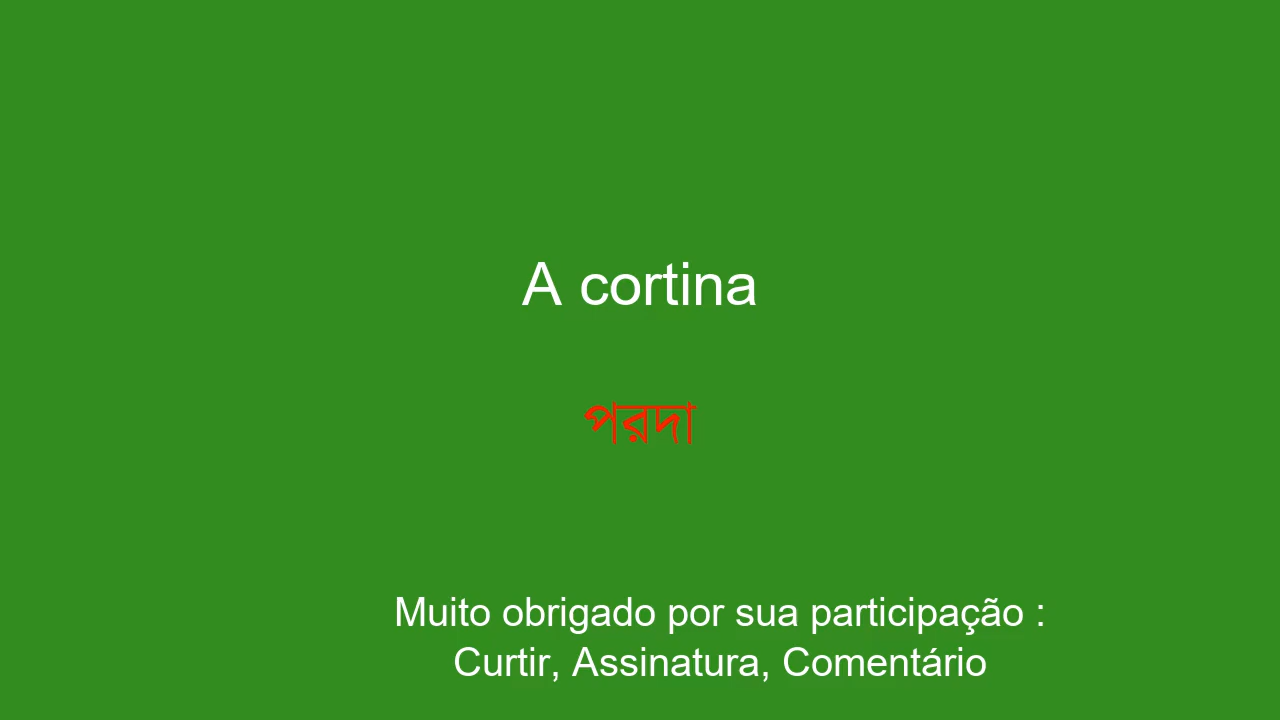 A cortina
পরদা
Muito obrigado por sua participação :
Curtir, Assinatura, Comentário